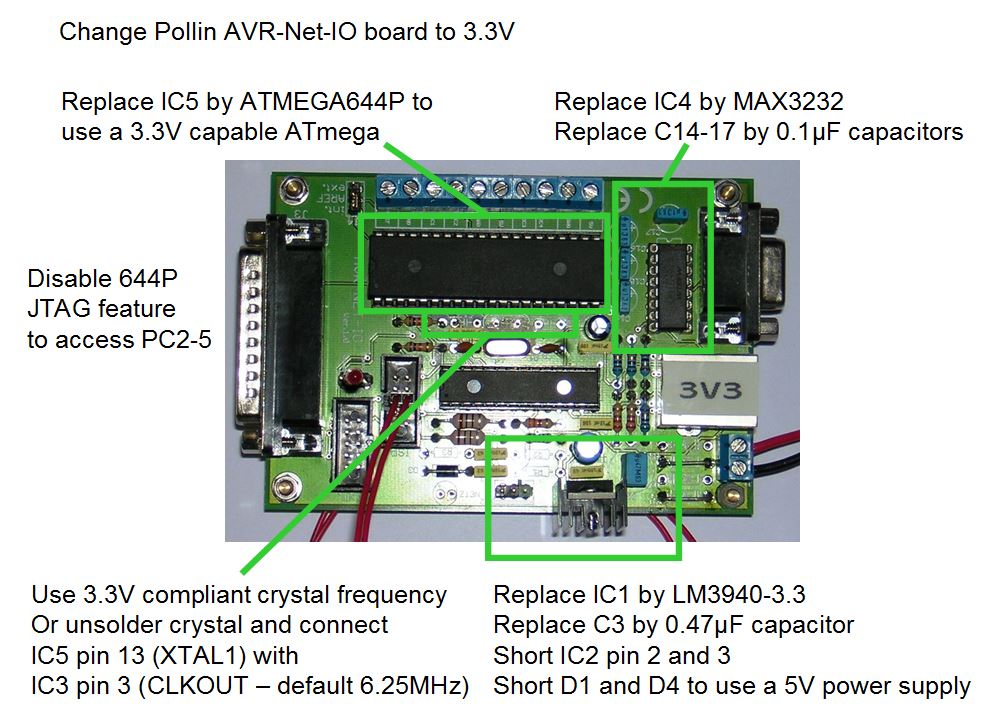 Change Pollin AVR-Net-IO board to 3.3V
Replace IC5 by ATMEGA644P to
use a 3.3V capable ATmega
Replace IC4 by MAX3232
Replace C14-17 by 0.1µF capacitors
ext.
AREF
int.
J3
Disable 644P
JTAG feature
to access PC2-5
3V3
Use 3.3V compliant crystal frequency
Or unsolder crystal and connect
IC5 pin 13 (XTAL1) with
IC3 pin 3 (CLKOUT – default 6.25MHz)
Replace IC1 by LM3940-3.3
Replace C3 by 0.47µF capacitor
Short IC2 pin 2 and 3
Short D1 and D4 to use a 5V power supply